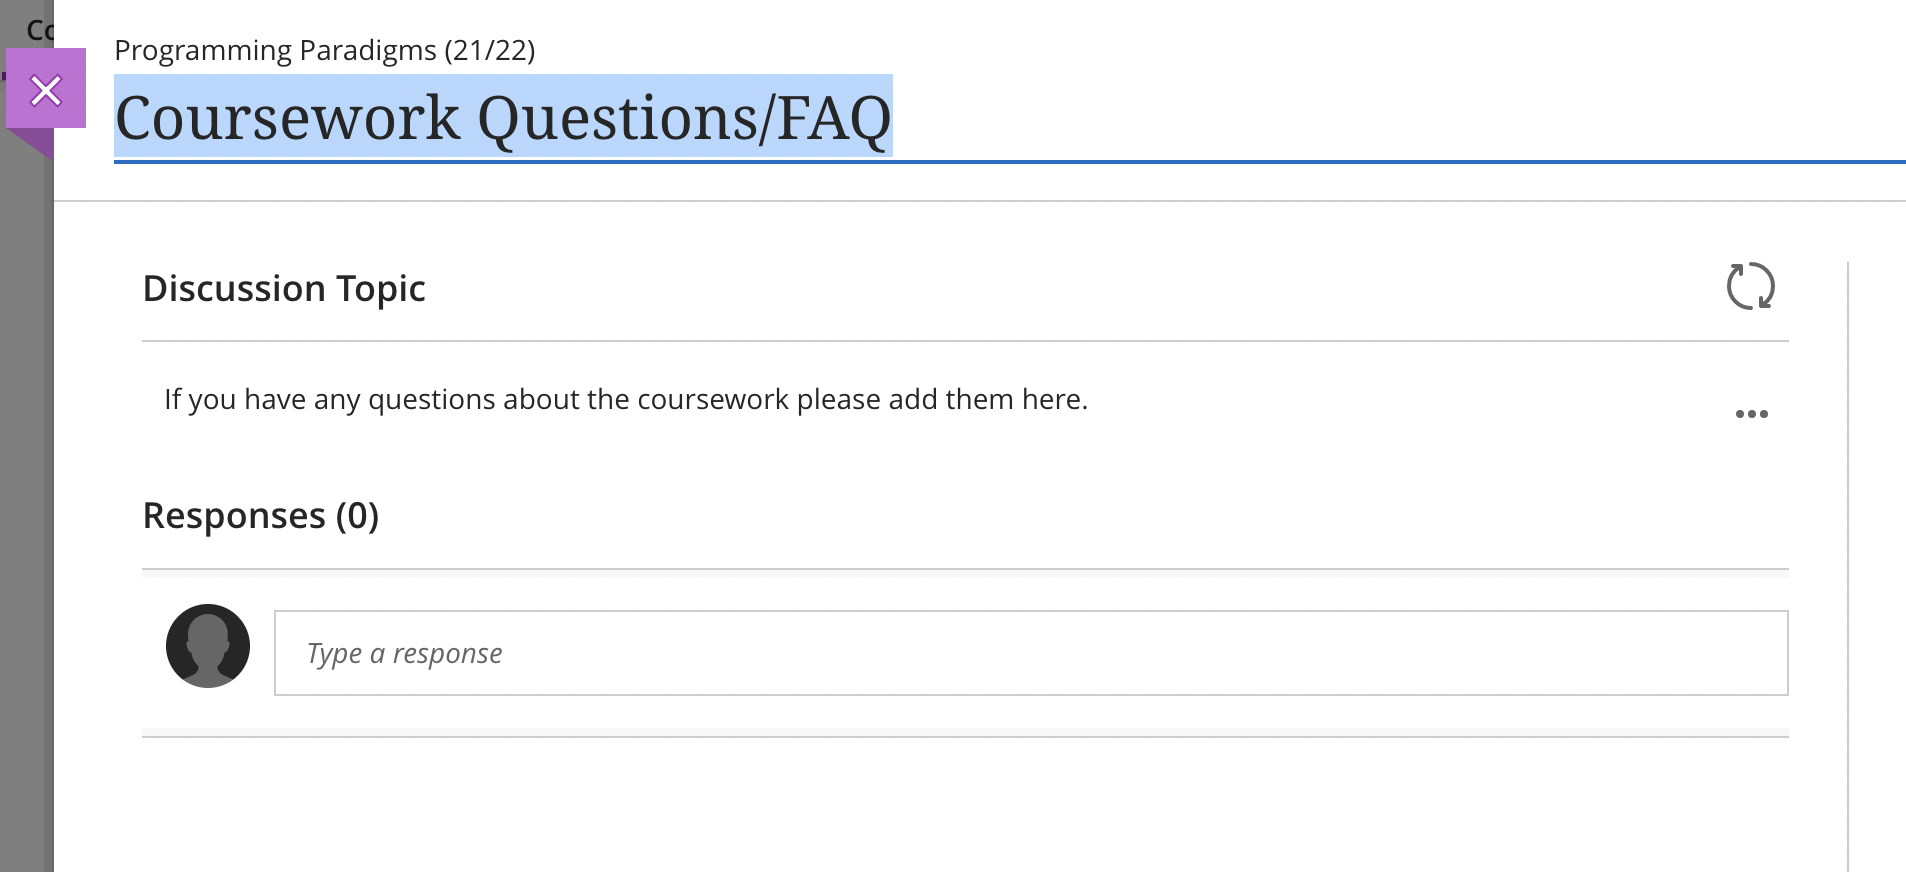 Co
Programming Paradigms (21/22)
Coursework Questions/FAQ
Discussion Topic
If you have any questions about the coursework please add them here.
Responses (0)
Type a response